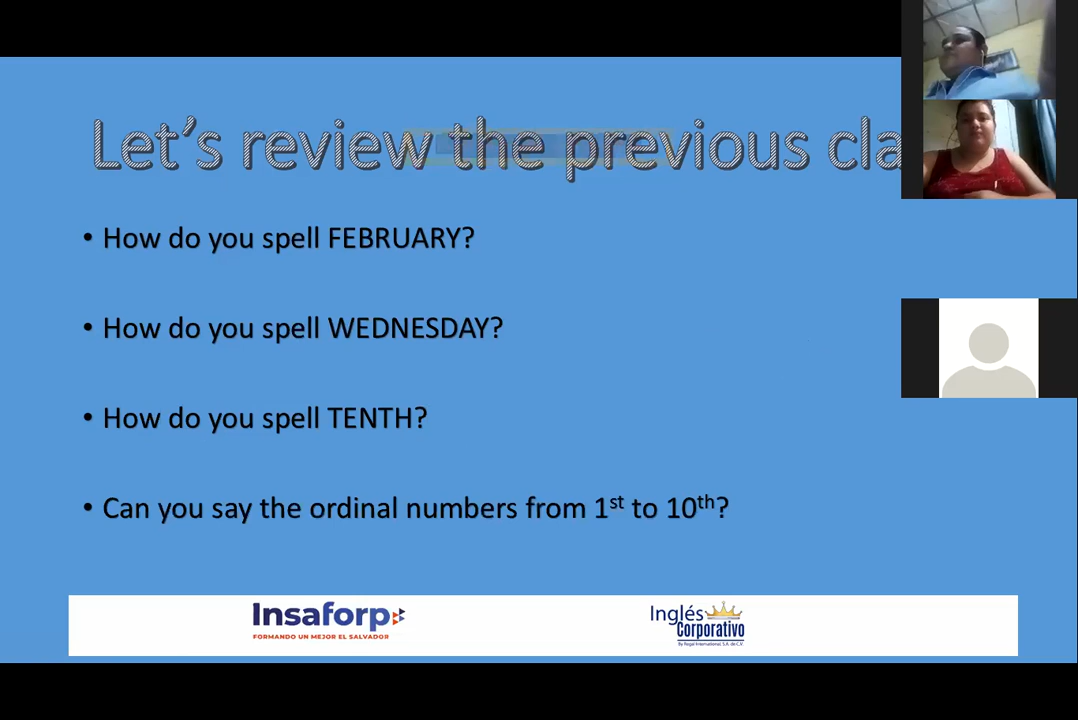 Let's review the previous cla
• How do you spell FEBRUARY?
• How do you spell WEDNESDAY?
• How do you spell TENTH?
• Can you say the ordinal numbers from 1st to 10th?
Insaforp
FORMANDO UN MEJOR EL SALVADOR
Inglés
Corporativo
By Regal International, S.A. de C.V.